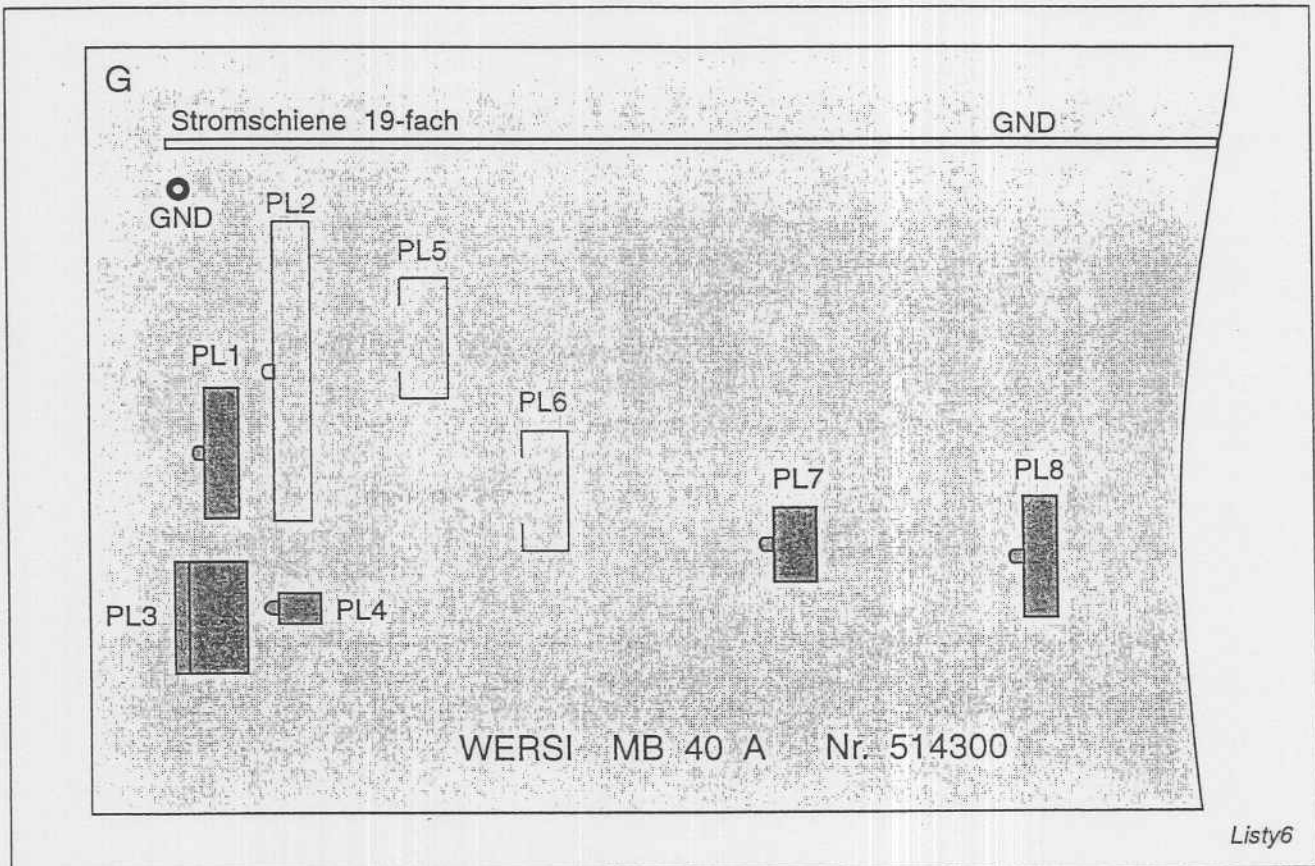 G
Stromschiene 19-fach
GND
GND
PL2
PL5
PL1
PL6
PL7
PL8
PL3
PL4
WERSI MB 40 A Nr. 514300
Listy6